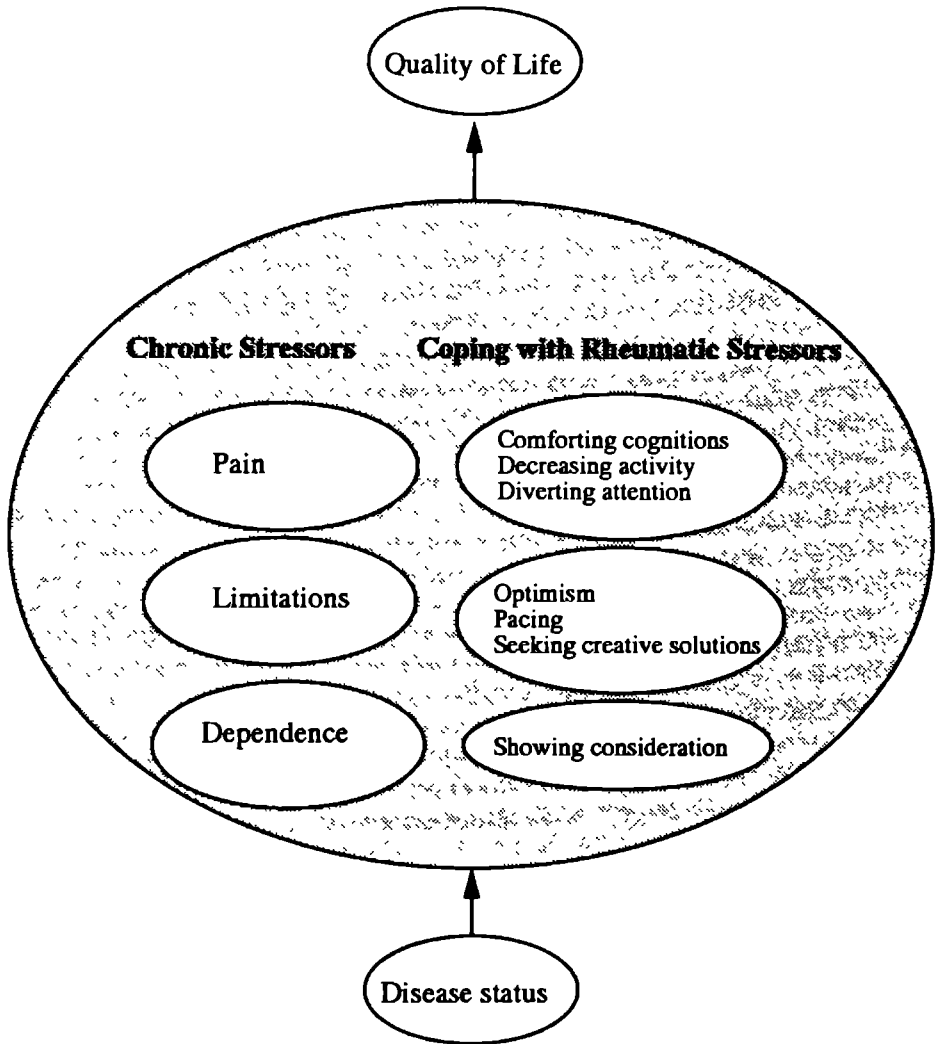 Quality of Life
Chronic Stressors
Coping with Rheumatic Stressors
Pain
Comforting cognitions
Decreasing activity
Diverting attention
Limitations
Optimism
Pacing
Seeking creative solutions
Dependence
Showing consideration
Disease status